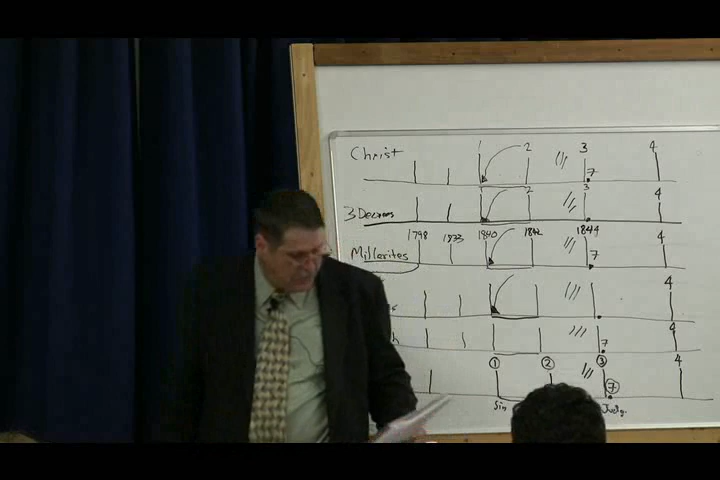 Christ 1 2 /// 3 7 4
3 Decrees 1 2 /// 3 4
1798 1833 1840 1842 1844
Millerites /// 7 4
/// 4
h /// 7 4
① ② /// ③ 4
⑦
Sin Judg.